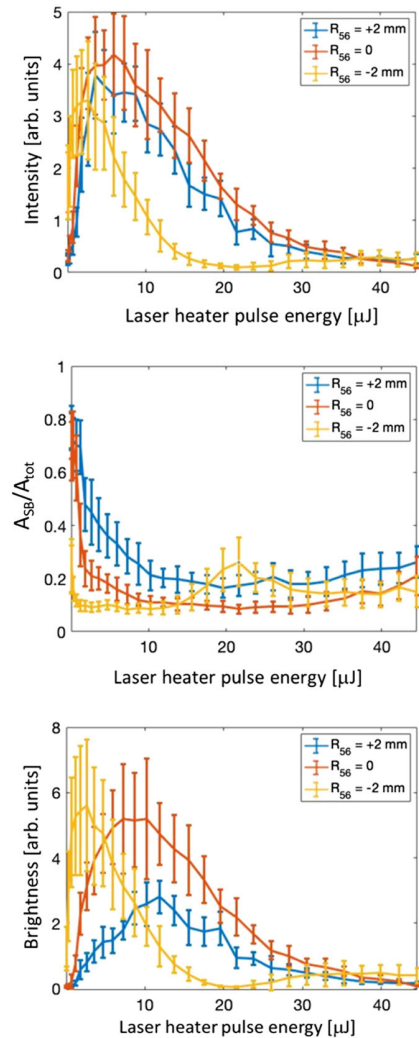 5
4
3
2
1
0
Intensity [arb. units]
R56 = +2 mm
R56 = 0
R56 = -2 mm
10
20
30
40
Laser heater pulse energy [μJ]
1
0.8
0.6
0.4
0.2
0
ASB/Atot
R56 = +2 mm
R56 = 0
R56 = -2 mm
0
10
20
30
40
Laser heater pulse energy [μJ]
8
6
4
2
0
Brightness [arb. units]
R56 = +2 mm
R56 = 0
R56 = -2 mm
0
10
20
30
40
Laser heater pulse energy [μJ]